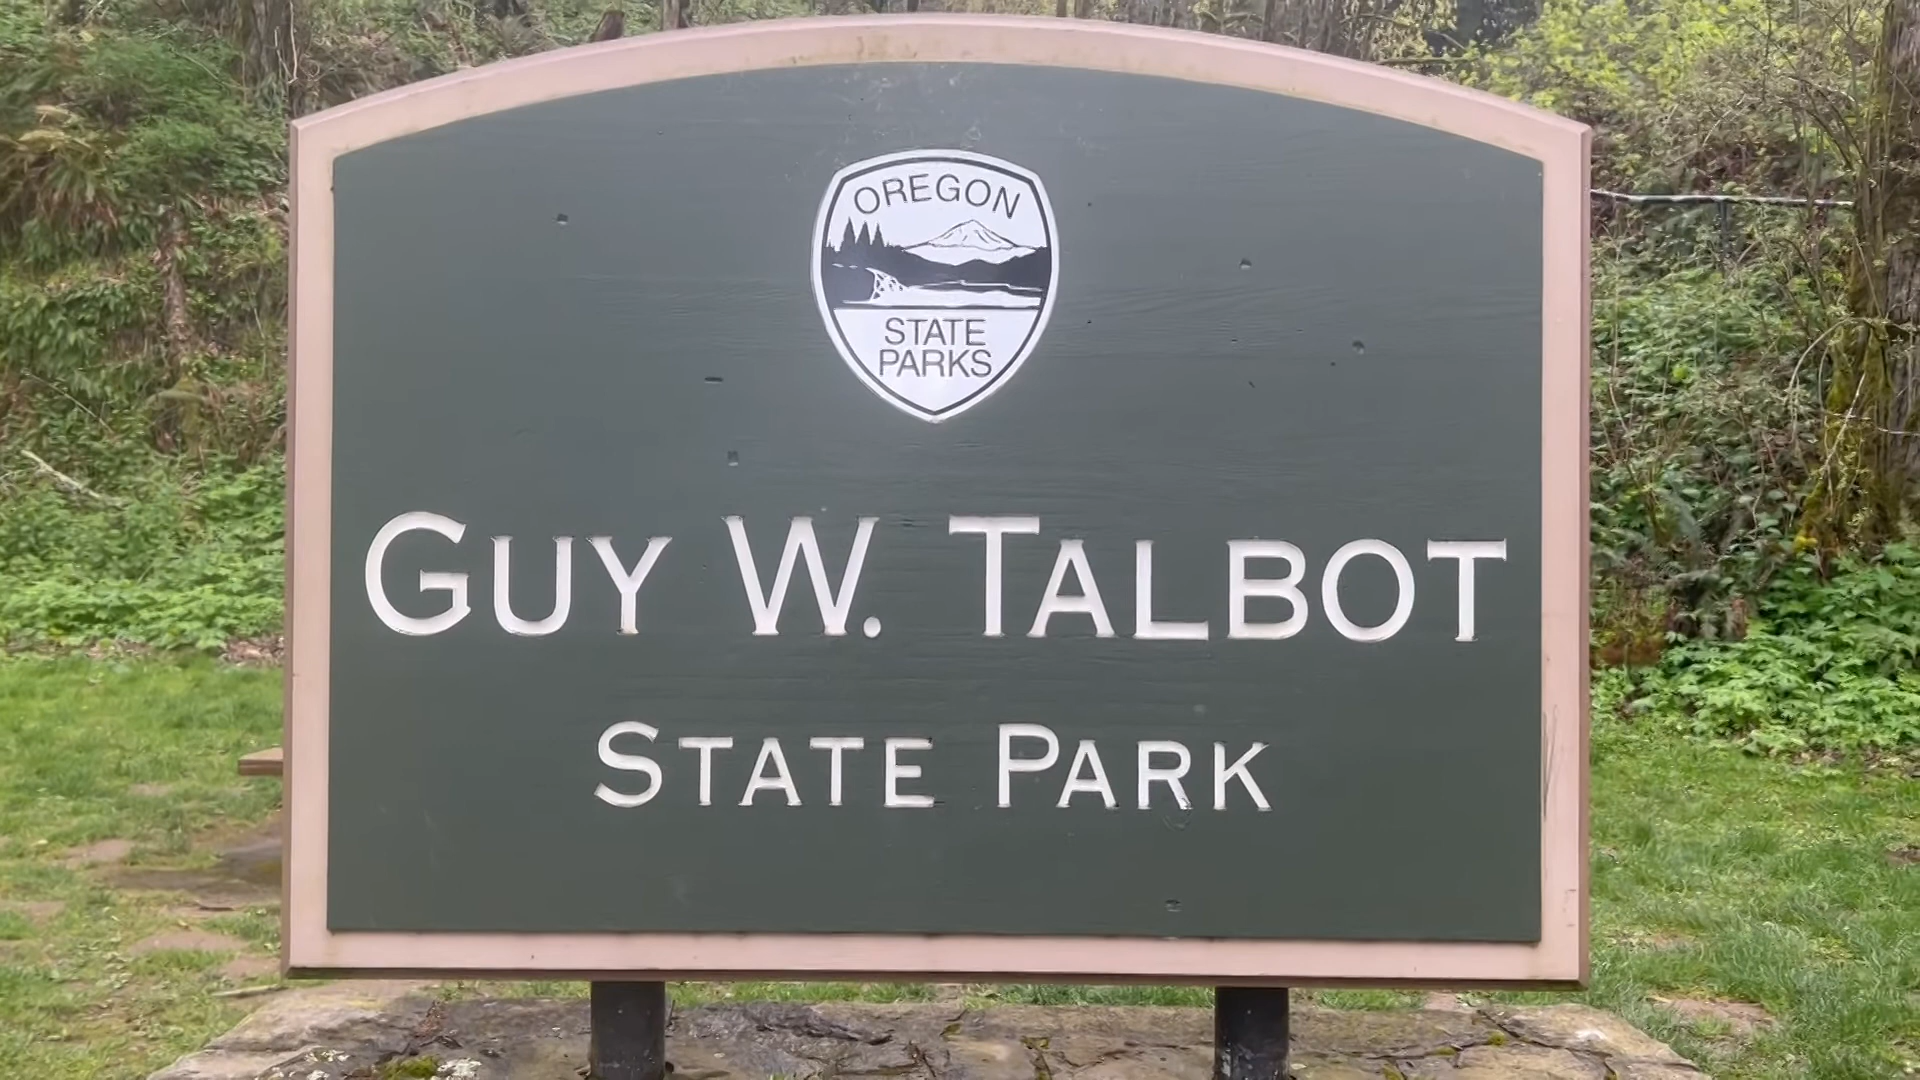 OREGON
STATE
PARKS
GUY W. TALBOT
STATE PARK